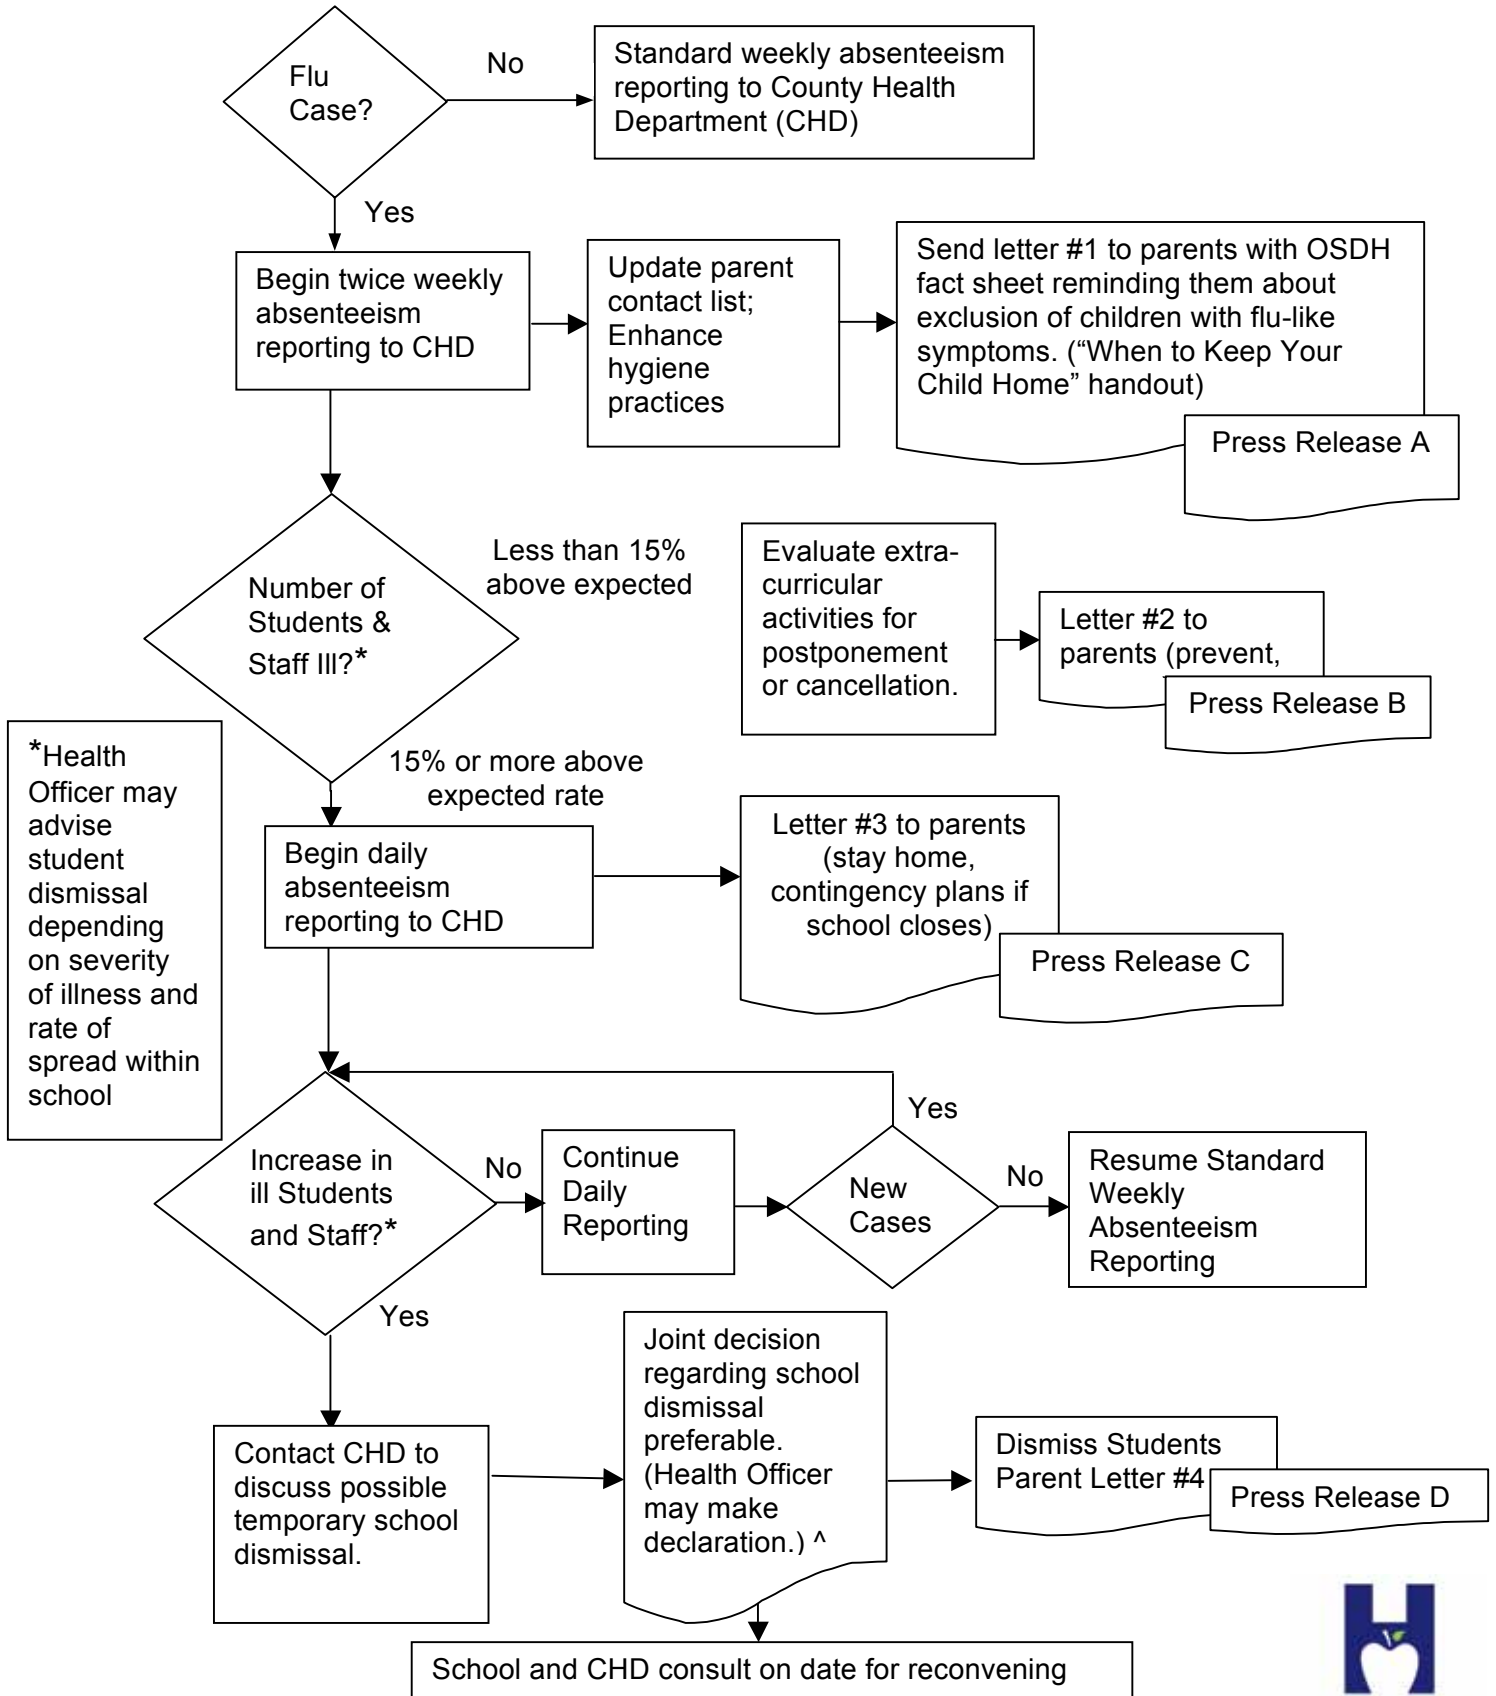 Flu
Case?
No
Standard weekly absenteeism
reporting to County Health
Department (CHD)
Yes
Begin twice weekly
absenteeism
reporting to CHD
Update parent
contact list;
Enhance
hygiene
practices
Send letter #1 to parents with OSDH
fact sheet reminding them about
exclusion of children with flu-like
symptoms. (“When to Keep Your
Child Home” handout)
Press Release A
Number of
Students &
Staff Ill?*
Less than 15%
above expected
Evaluate extra-
curricular
activities for
postponement
or cancellation.
Letter #2 to
parents (prevent,
Press Release B
*Health
Officer may
advise
student
dismissal
depending
on severity
of illness and
rate of
spread within
school
15% or more above
expected rate
Begin daily
absenteeism
reporting to CHD
Letter #3 to parents
(stay home,
contingency plans if
school closes)
Press Release C
Increase in
ill Students
and Staff?*
No
Continue
Daily
Reporting
New
Cases
Yes
No
Resume Standard
Weekly
Absenteeism
Reporting
Yes
Contact CHD to
discuss possible
temporary school
dismissal.
Joint decision
regarding school
dismissal
preferable.
(Health Officer
may make
declaration.) ^
Dismiss Students
Parent Letter #4
Press Release D
School and CHD consult on date for reconvening